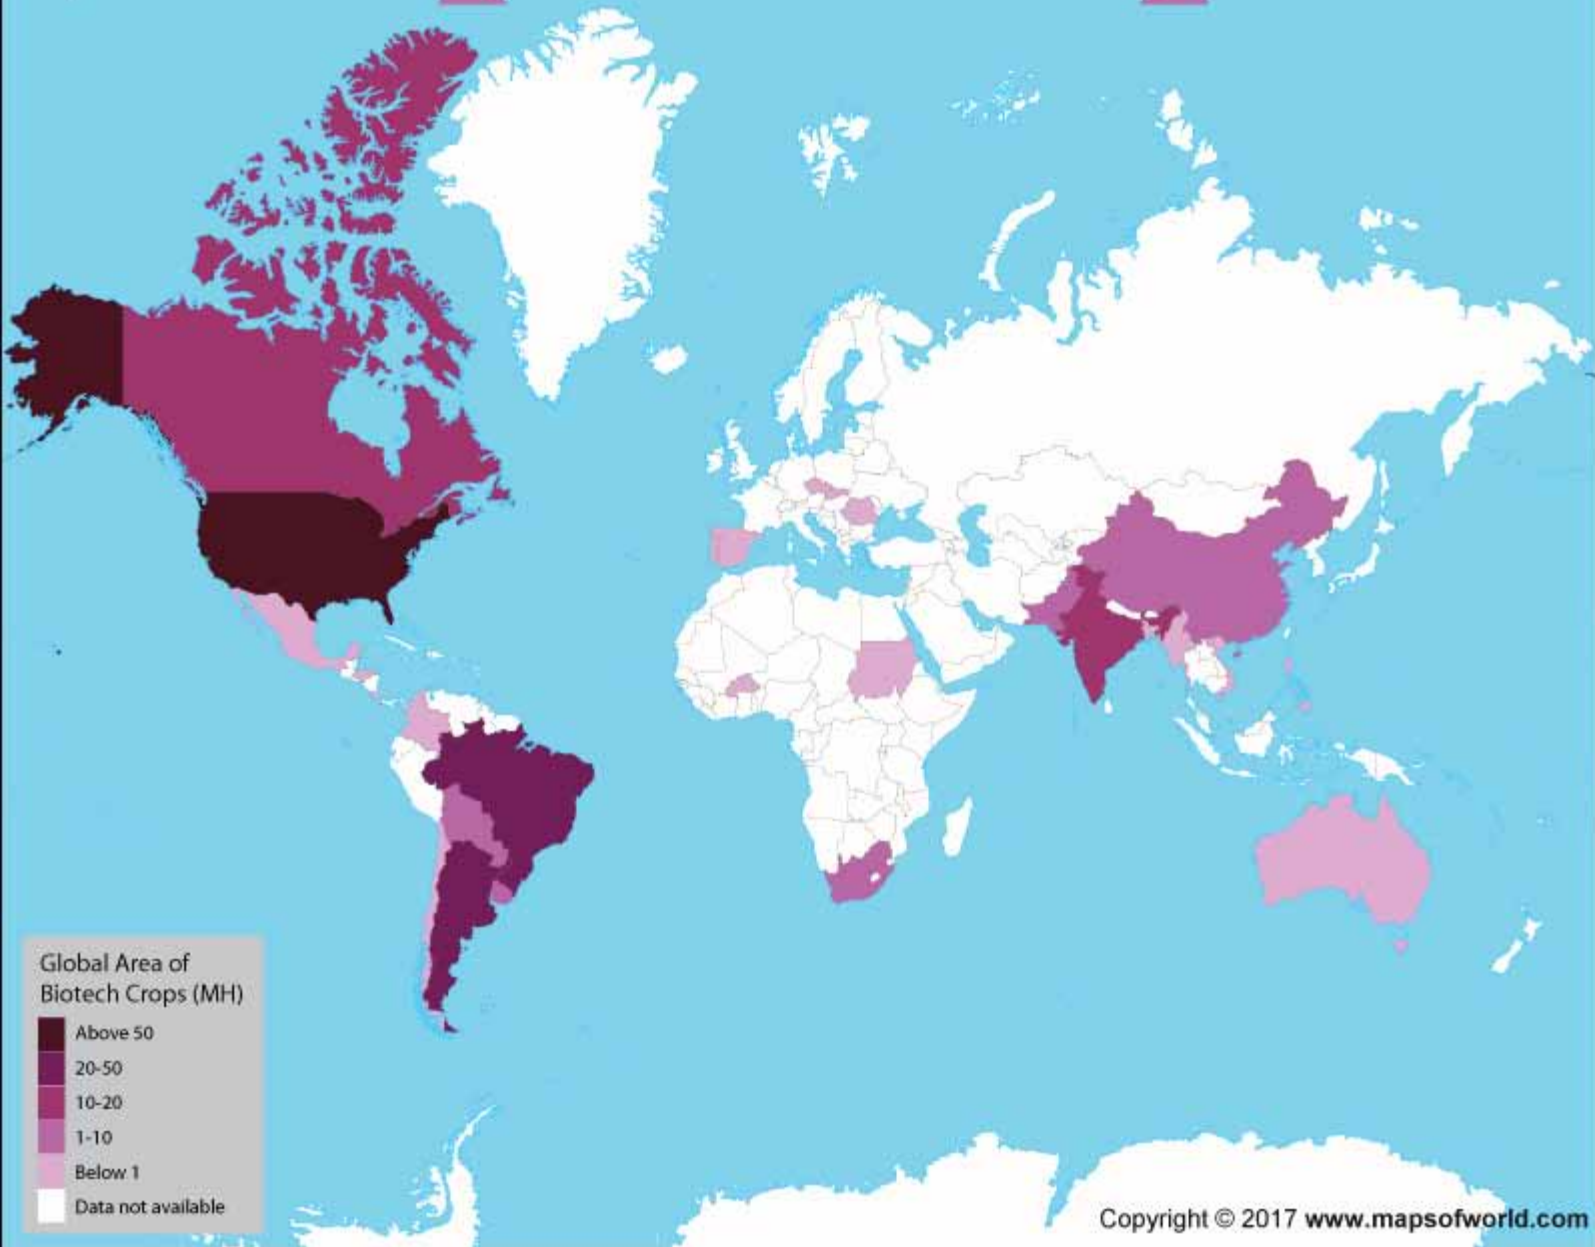 Global Area of
Biotech Crops (MH)
Above 50
20-50
10-20
1-10
Below 1
Data not available
Copyright © 2017 www.mapsofworld.com